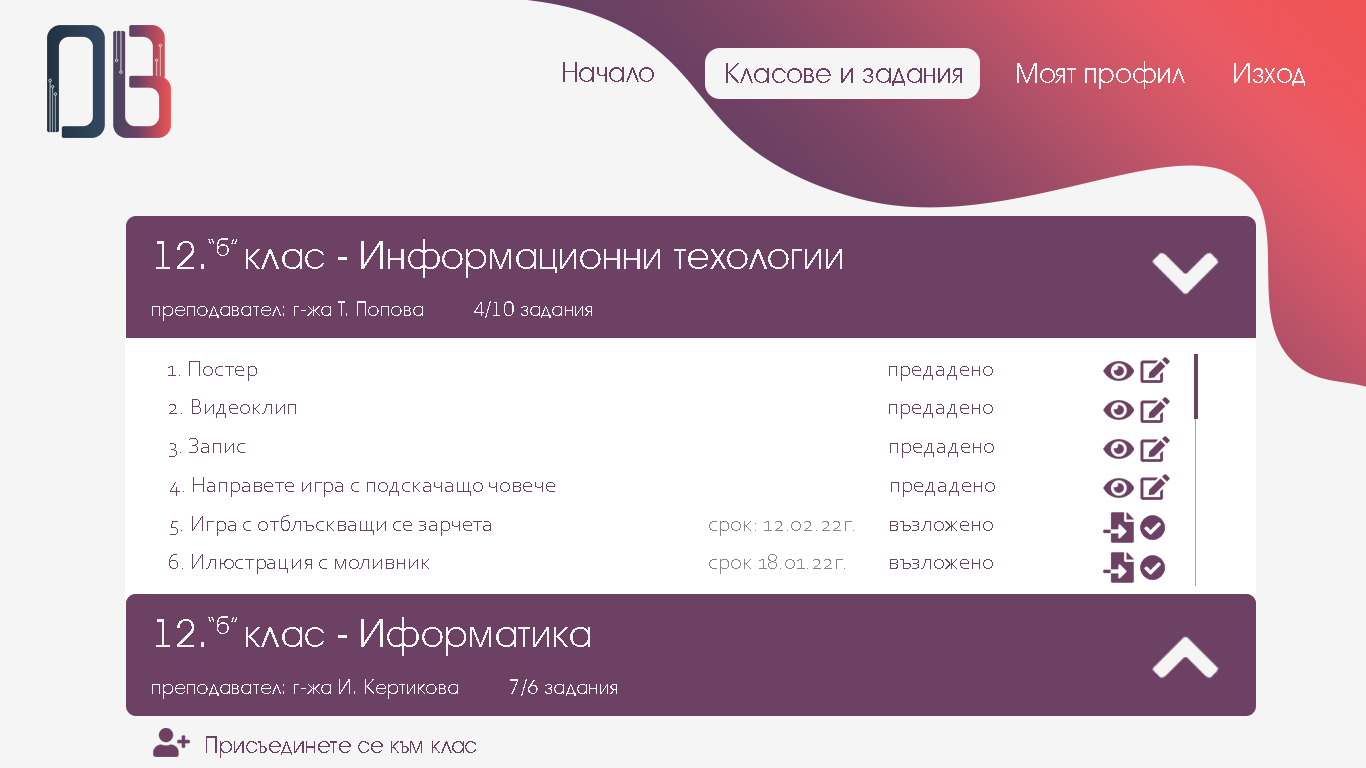 DB
Начало
Класове и задания
Моят профил
Изход
12.“б” клас - Информационни техологии
преподавател: г-жа Т. Попова 4/10 задания
1. Постер предадено
2. Видеоклип предадено
3. Запис предадено
4. Направете игра с подскачащо човече предадено
5. Игра с отблъскващи се зарчета срок: 12.02.22г. възложено
6. Илюстрация с моливник срок 18.01.22г. възложено
12.“б” клас - Иформатика
преподавател: г-жа И. Кертикова 7/6 задания
Присъединете се към клас